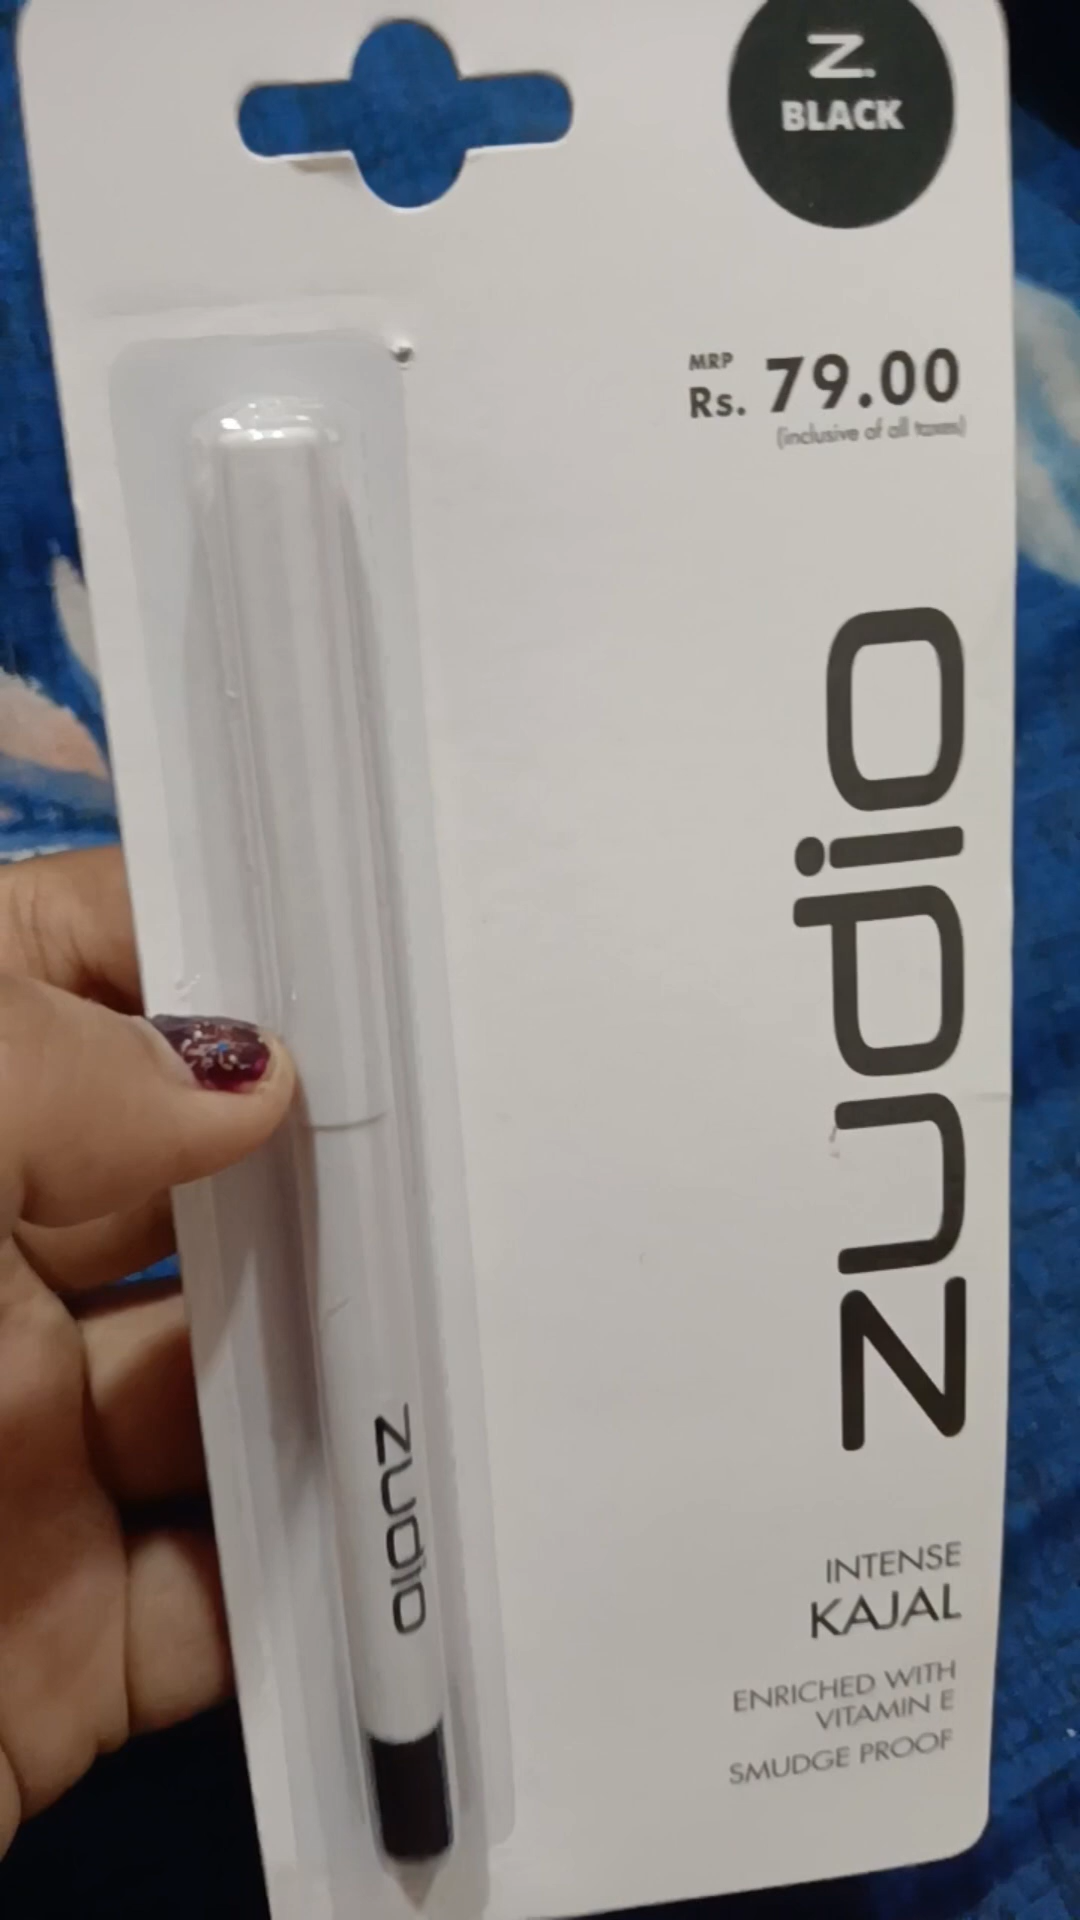 Z.
BLACK
MRP
Rs. 79.00
(inclusive of all taxes)
zudio
zudio
INTENSE
KAJAL
ENRICHED WITH
VITAMIN E
SMUDGE PROOF